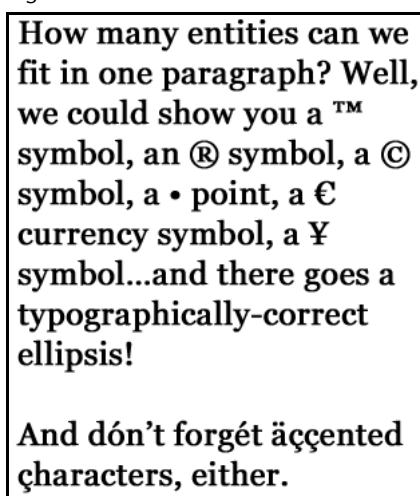 How many entities can we
fit in one paragraph? Well,
we could show you a ™
symbol, an ® symbol, a ©
symbol, a • point, a €
currency symbol, a ¥
symbol…and there goes a
typographically-correct
ellipsis!
And dón’t forgét äççented
çharacters, either.